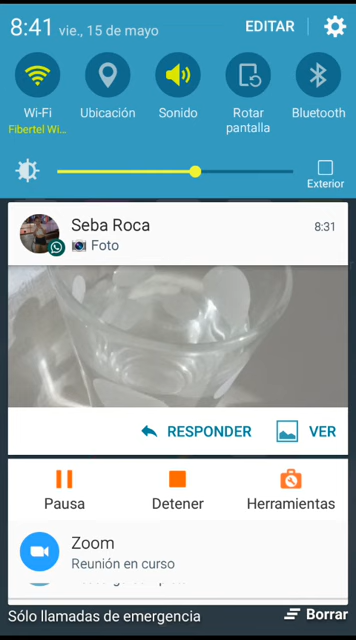 8:41 vie., 15 de mayo EDITAR
Wi-Fi Ubicación Sonido Rotar pantalla Bluetooth
Fibertel Wi...
Exterior
Seba Roca 8:31
Foto
RESPONDER VER
Pausa Detener Herramientas
Zoom
Reunión en curso
Sólo llamadas de emergencia Borrar